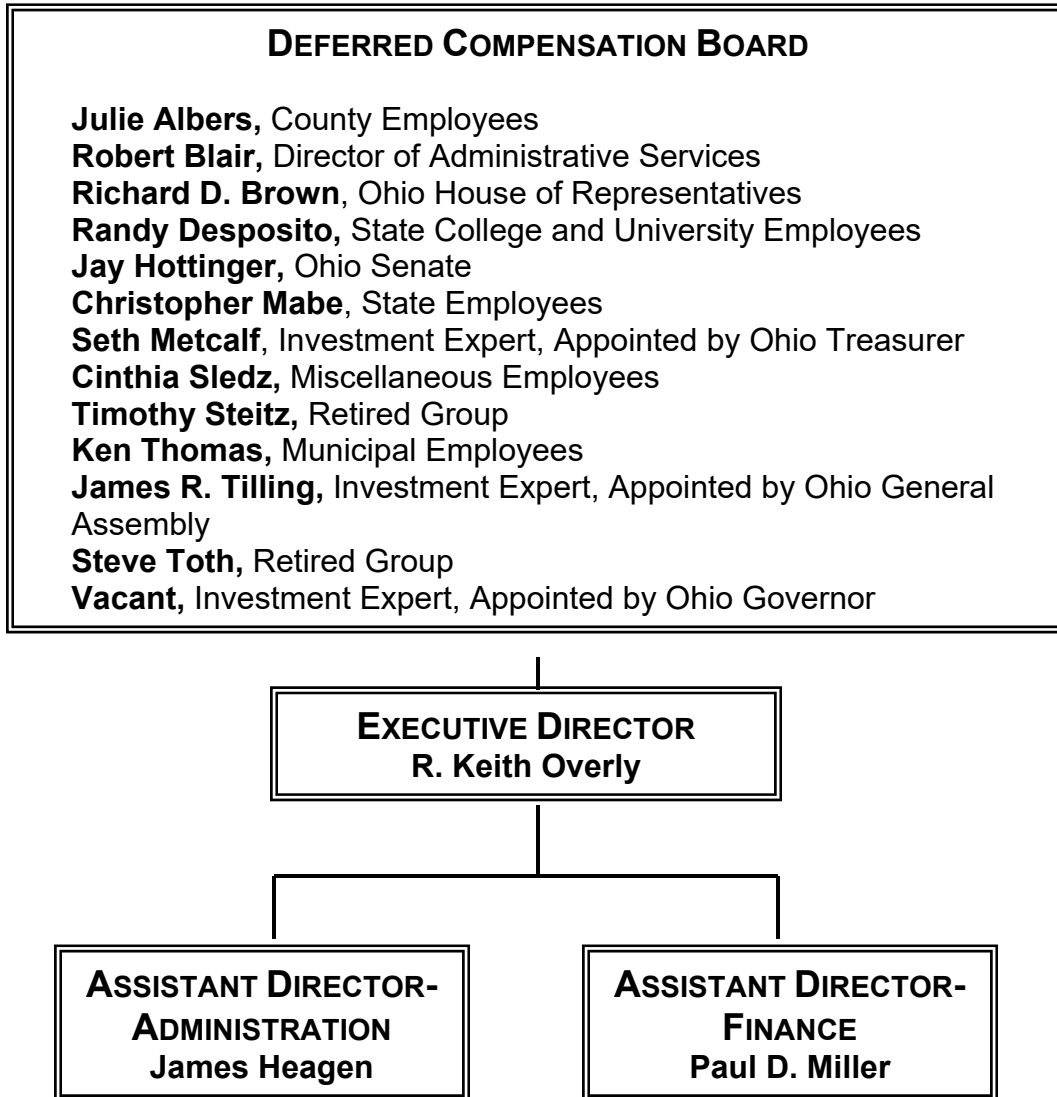 DEFERRED COMPENSATION BOARD
Julie Albers, County Employees
Robert Blair, Director of Administrative Services
Richard D. Brown, Ohio House of Representatives
Randy Desposito, State College and University Employees
Jay Hottinger, Ohio Senate
Christopher Mabe, State Employees
Seth Metcalf, Investment Expert, Appointed by Ohio Treasurer
Cinthia Sledz, Miscellaneous Employees
Timothy Steitz, Retired Group
Ken Thomas, Municipal Employees
James R. Tilling, Investment Expert, Appointed by Ohio General
Assembly
Steve Toth, Retired Group
Vacant, Investment Expert, Appointed by Ohio Governor
EXECUTIVE DIRECTOR
R. Keith Overly
ASSISTANT DIRECTOR-
ADMINISTRATION
James Heagen
ASSISTANT DIRECTOR-
FINANCE
Paul D. Miller